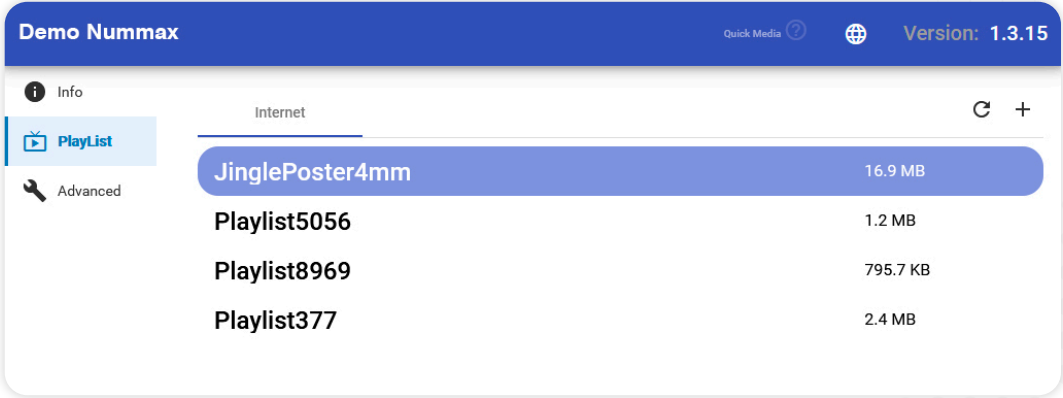 Demo Nummax
Quick Media ?
Version: 1.3.15
Info
PlayList
Advanced
Internet
JinglePoster4mm 16.9 MB
Playlist5056 1.2 MB
Playlist8969 795.7 KB
Playlist377 2.4 MB